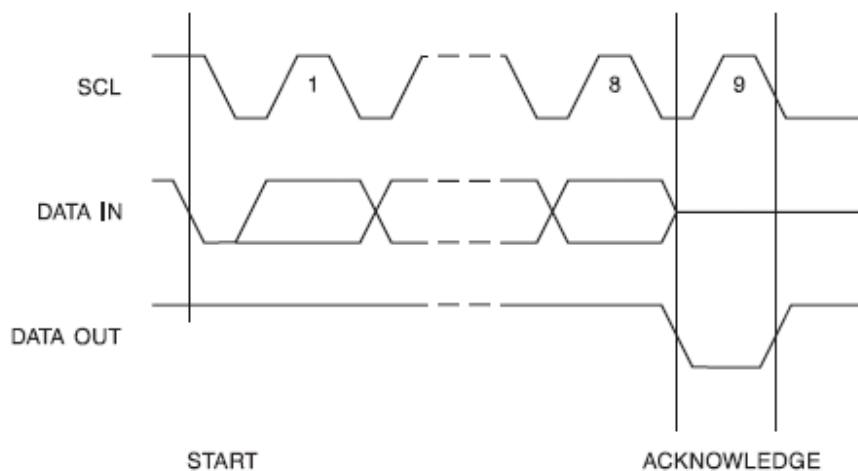 SCL
1
8
9
DATA IN
DATA OUT
START
ACKNOWLEDGE